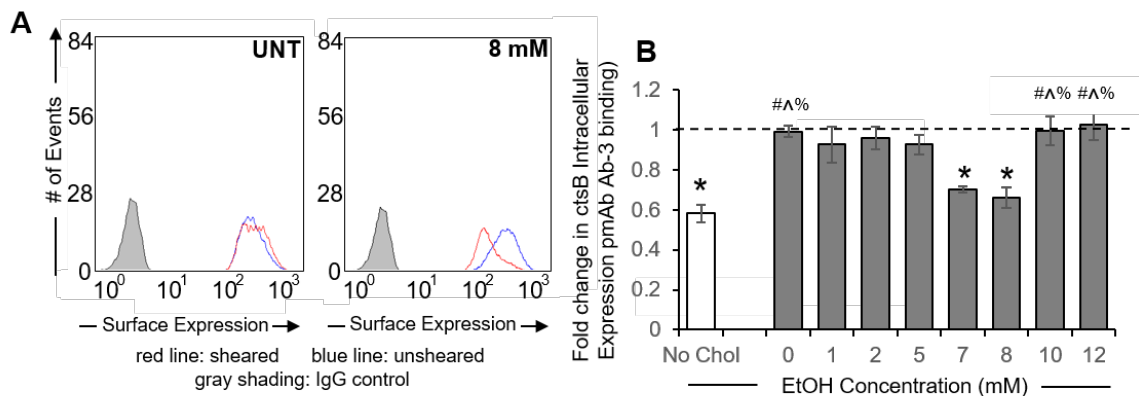 A
# of Events
84
56
28
0
UNT
10^0 10^1 10^2 10^3
Surface Expression
84
56
28
0
8 mM
10^0 10^1 10^2 10^3
Surface Expression
red line: sheared blue line: unsheared
gray shading: IgG control
B
Fold change in ctsB Intracellular
Expression pmAb Ab-3 binding)
1.2
1
0.8
0.6
0.4
0.2
0
*
#∧%
*
*
#∧% #∧%
No Chol 0 1 2 5 7 8 10 12
EtOH Concentration (mM)